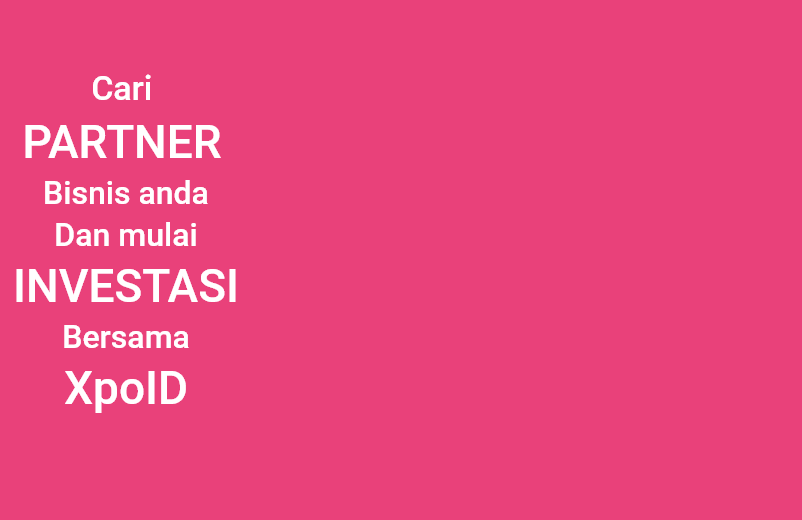 Cari
PARTNER
Bisnis anda
Dan mulai
INVESTASI
Bersama
XpoID